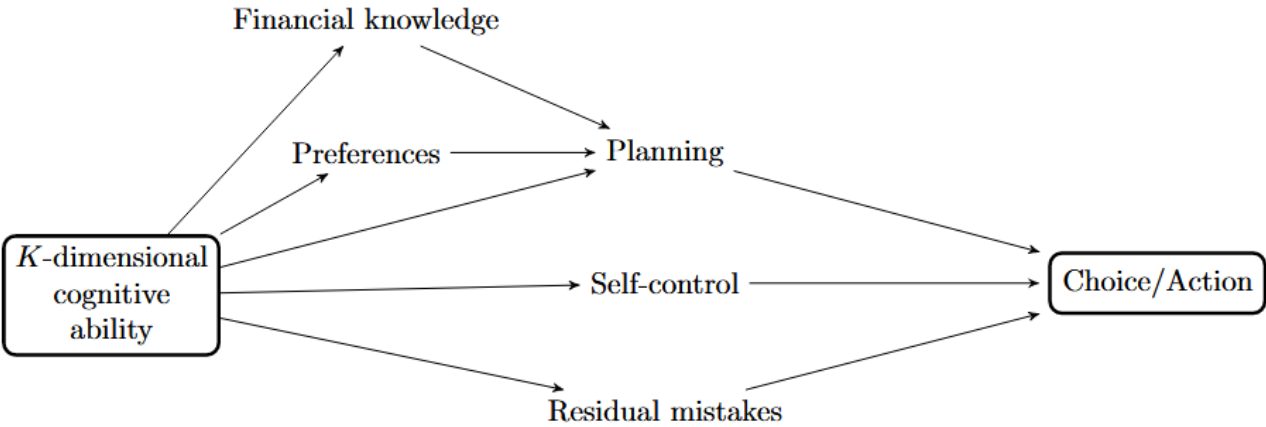 Financial knowledge
Preferences
Planning
K-dimensional
cognitive
ability
Self-control
Choice/Action
Residual mistakes